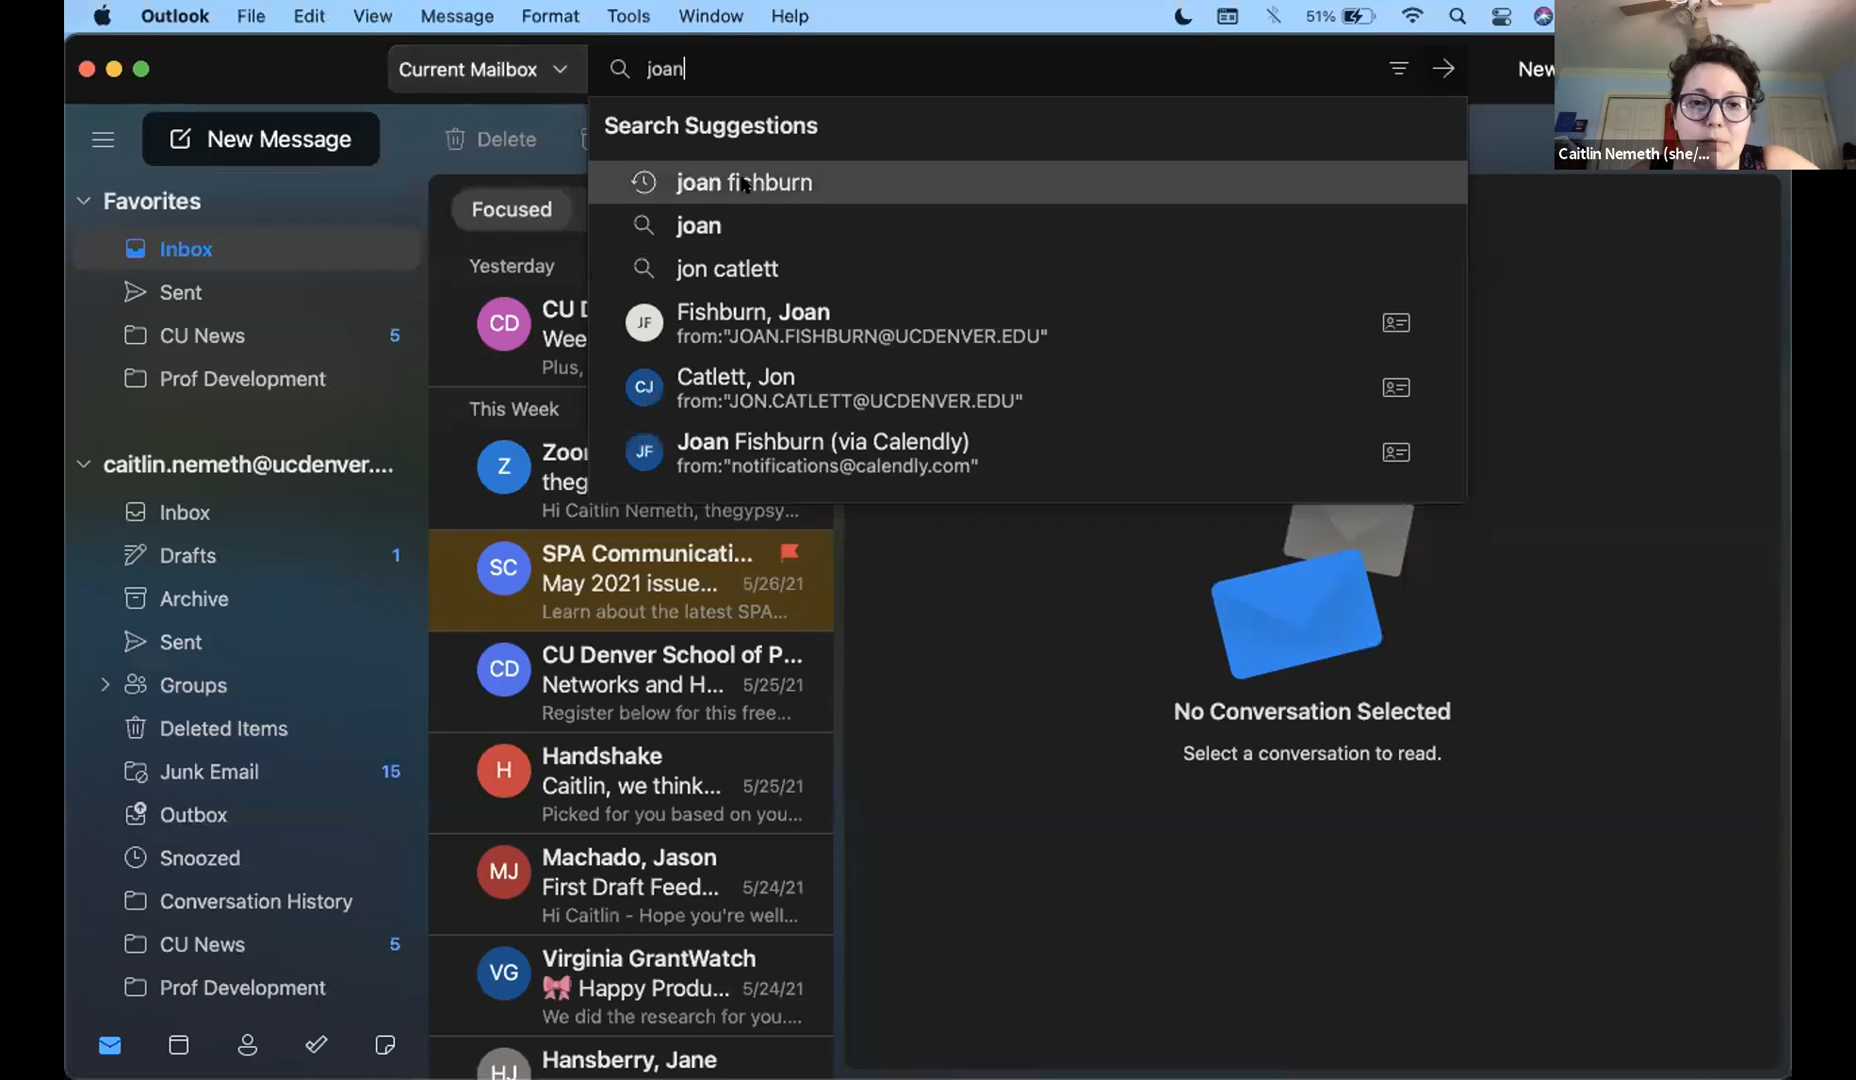 Outlook File Edit View Message Format Tools Window Help 51%
Current Mailbox joan New
Search Suggestions
joan fishburn
joan
jon catlett
Fishburn, Joan
JF
from:"JOAN.FISHBURN@UCDENVER.EDU"
Catlett, Jon
CJ
from:"JON.CATLETT@UCDENVER.EDU"
Joan Fishburn (via Calendly)
JF
from:"notifications@calendly.com"
Caitlin Nemeth (she/...
New Message Delete
Favorites
Inbox
Sent
CU News 5
Prof Development
caitlin.nemeth@ucdenver....
Inbox
Drafts 1
Archive
Sent
Groups
Deleted Items
Junk Email 15
Outbox
Snoozed
Conversation History
CU News 5
Prof Development
Focused
Yesterday
CD
CU
Wee
Plus,
This Week
Z
Zoo
theg
Hi Caitlin Nemeth, thegypsy...
SC
SPA Communicati...
May 2021 issue... 5/26/21
Learn about the latest SPA...
CD
CU Denver School of P...
Networks and H... 5/25/21
Register below for this free...
H
Handshake
Caitlin, we think... 5/25/21
Picked for you based on you...
MJ
Machado, Jason
First Draft Feed... 5/24/21
Hi Caitlin - Hope you're well...
VG
Virginia GrantWatch
🎀 Happy Produ... 5/24/21
We did the research for you....
HJ
Hansberry, Jane
No Conversation Selected
Select a conversation to read.